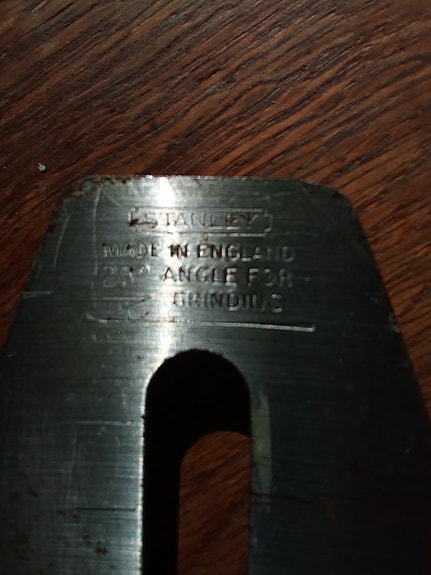 STANLEY
MADE IN ENGLAND
25° ANGLE FOR
GRINDING